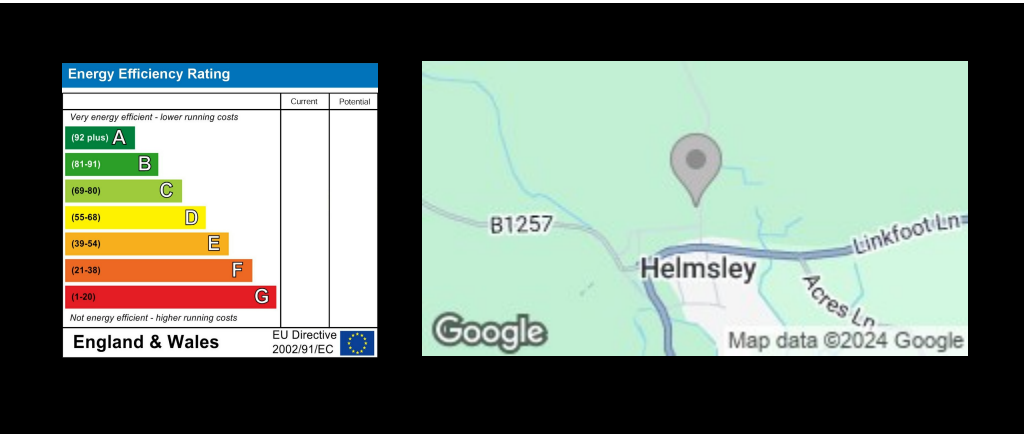 Energy Efficiency Rating
Current Potential
Very energy efficient - lower running costs
(92 plus) A
(81-91) B
(69-80) C
(55-68) D
(39-54) E
(21-38) F
(1-20) G
Not energy efficient - higher running costs
England & Wales
EU Directive
2002/91/EC
B1257
Linkfoot Ln
Helmsley
Acres Ln
Google
Map data ©2024 Google